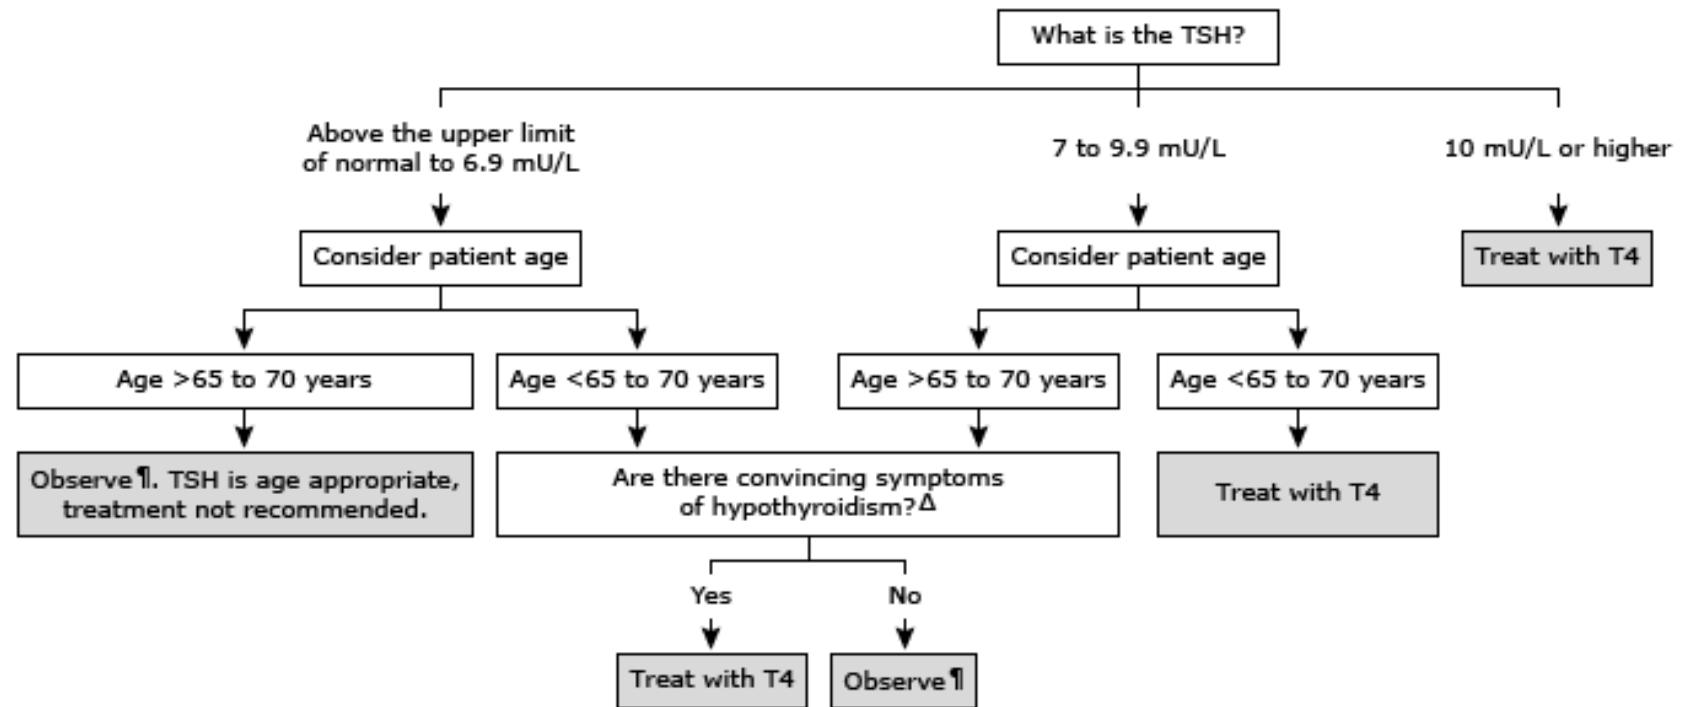 What is the TSH?
Above the upper limit
of normal to 6.9 mU/L
7 to 9.9 mU/L
10 mU/L or higher
Consider patient age
Consider patient age
Treat with T4
Age >65 to 70 years
Age <65 to 70 years
Age >65 to 70 years
Age <65 to 70 years
Observe¶. TSH is age appropriate,
treatment not recommended.
Are there convincing symptoms
of hypothyroidism?Δ
Treat with T4
Yes
No
Treat with T4
Observe¶